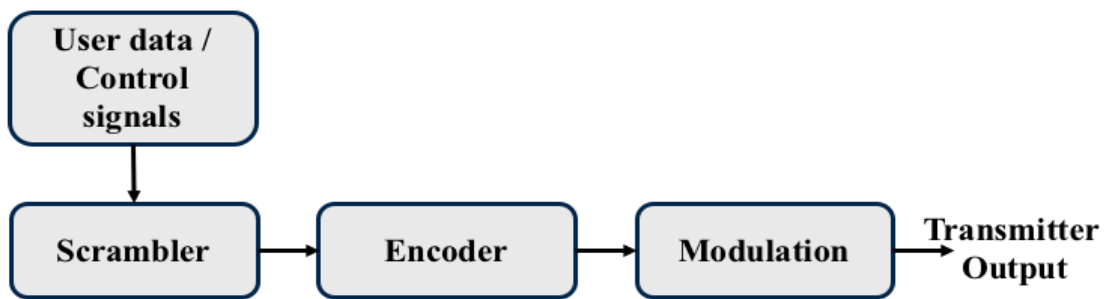 User data /
Control
signals
Scrambler
Encoder
Modulation
Transmitter
Output